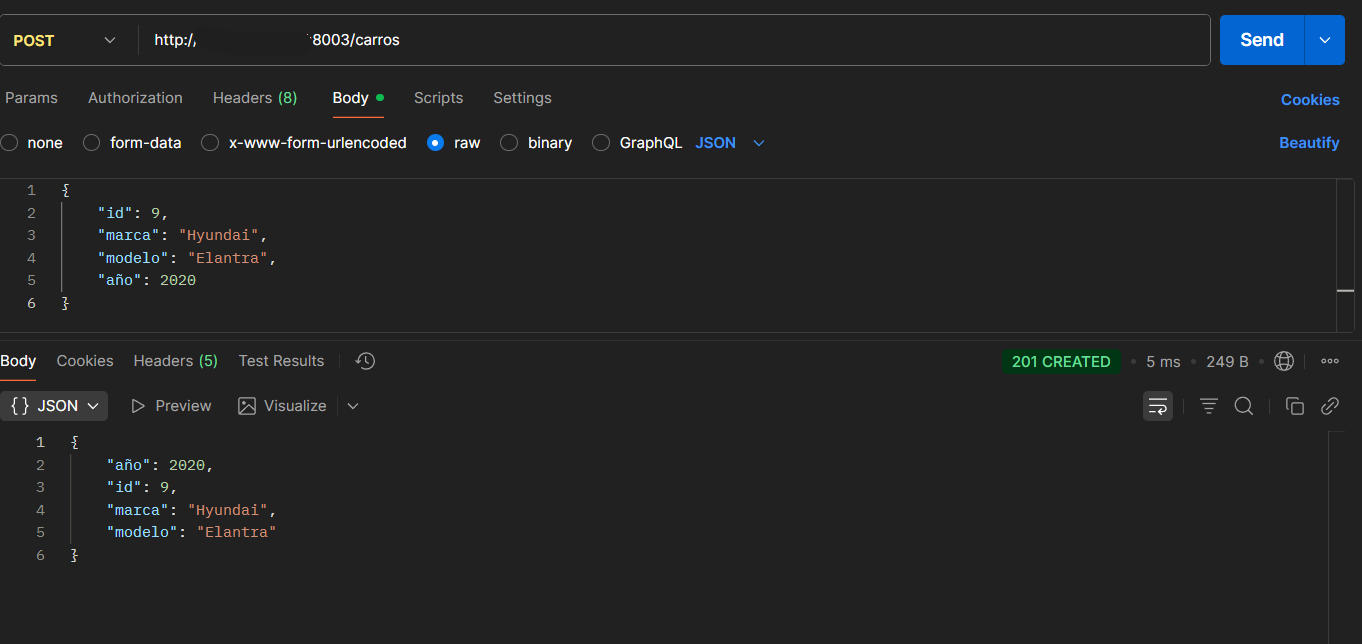 POST http:/, 8003/carros Send
Params Authorization Headers (8) Body Scripts Settings Cookies
none form-data x-www-form-urlencoded raw binary GraphQL JSON Beautify
1 {
2 "id": 9,
3 "marca": "Hyundai",
4 "modelo": "Elantra",
5 "año": 2020
6 }
Body Cookies Headers (5) Test Results 201 CREATED • 5 ms • 249 B •
{ } JSON Preview Visualize
1 {
2 "año": 2020,
3 "id": 9,
4 "marca": "Hyundai",
5 "modelo": "Elantra"
6 }